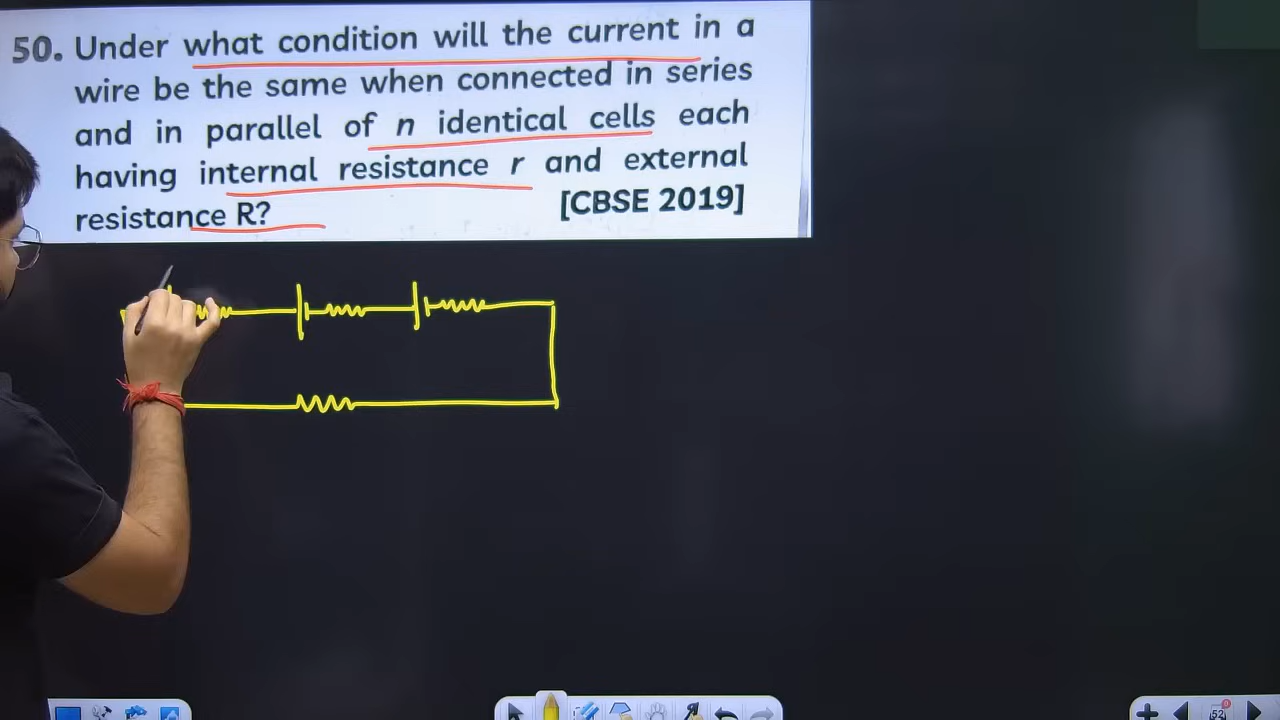 50. Under what condition will the current in a
wire be the same when connected in series
and in parallel of n identical cells each
having internal resistance r and external
resistance R? [CBSE 2019]
52